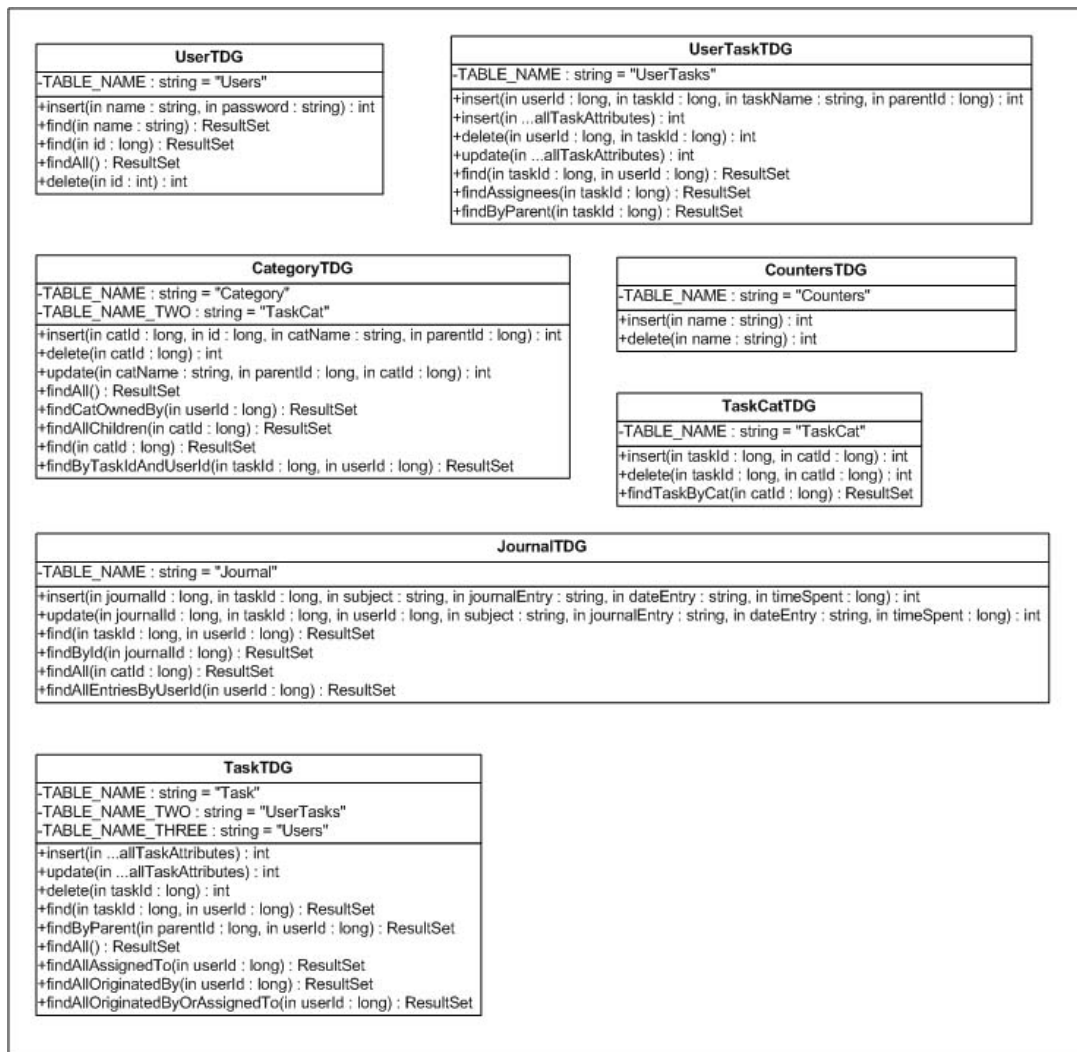 UserTDG
-TABLE_NAME : string = "Users"
+insert(in name : string, in password : string) : int
+find(in name : string) : ResultSet
+find(in id : long) : ResultSet
+findAll() : ResultSet
+delete(in id : int) : int
UserTaskTDG
-TABLE_NAME : string = "UserTasks"
+insert(in userId : long, in taskId : long, in taskName : string, in parentId : long) : int
+insert(in ...allTaskAttributes) : int
+delete(in userId : long, in taskId : long) : int
+update(in ...allTaskAttributes) : int
+find(in taskId : long, in userId : long) : ResultSet
+findAssignees(in taskId : long) : ResultSet
+findByParent(in taskId : long) : ResultSet
CategoryTDG
-TABLE_NAME : string = "Category"
-TABLE_NAME_TWO : string = "TaskCat"
+insert(in catId : long, in id : long, in catName : string, in parentId : long) : int
+delete(in catId : long) : int
+update(in catName : string, in parentId : long, in catId : long) : int
+findAll() : ResultSet
+findCatOwnedBy(in userId : long) : ResultSet
+findAllChildren(in catId : long) : ResultSet
+find(in catId : long) : ResultSet
+findByTaskIdAndUserId(in taskId : long, in userId : long) : ResultSet
CountersTDG
-TABLE_NAME : string = "Counters"
+insert(in name : string) : int
+delete(in name : string) : int
TaskCatTDG
-TABLE_NAME : string = "TaskCat"
+insert(in taskId : long, in catId : long) : int
+delete(in taskId : long, in catId : long) : int
+findTaskByCat(in catId : long) : ResultSet
JournalTDG
-TABLE_NAME : string = "Journal"
+insert(in journalId : long, in taskId : long, in subject : string, in journalEntry : string, in dateEntry : string, in timeSpent : long) : int
+update(in journalId : long, in taskId : long, in userId : long, in subject : string, in journalEntry : string, in dateEntry : string, in timeSpent : long) : int
+find(in taskId : long, in userId : long) : ResultSet
+findById(in journalId : long) : ResultSet
+findAll(in catId : long) : ResultSet
+findAllEntriesByUserId(in userId : long) : ResultSet
TaskTDG
-TABLE_NAME : string = "Task"
-TABLE_NAME_TWO : string = "UserTasks"
-TABLE_NAME_THREE : string = "Users"
+insert(in ...allTaskAttributes) : int
+update(in ...allTaskAttributes) : int
+delete(in taskId : long) : int
+find(in taskId : long, in userId : long) : ResultSet
+findByParent(in parentId : long, in userId : long) : ResultSet
+findAll() : ResultSet
+findAllAssignedTo(in userId : long) : ResultSet
+findAllOriginatedBy(in userId : long) : ResultSet
+findAllOriginatedByOrAssignedTo(in userId : long) : ResultSet